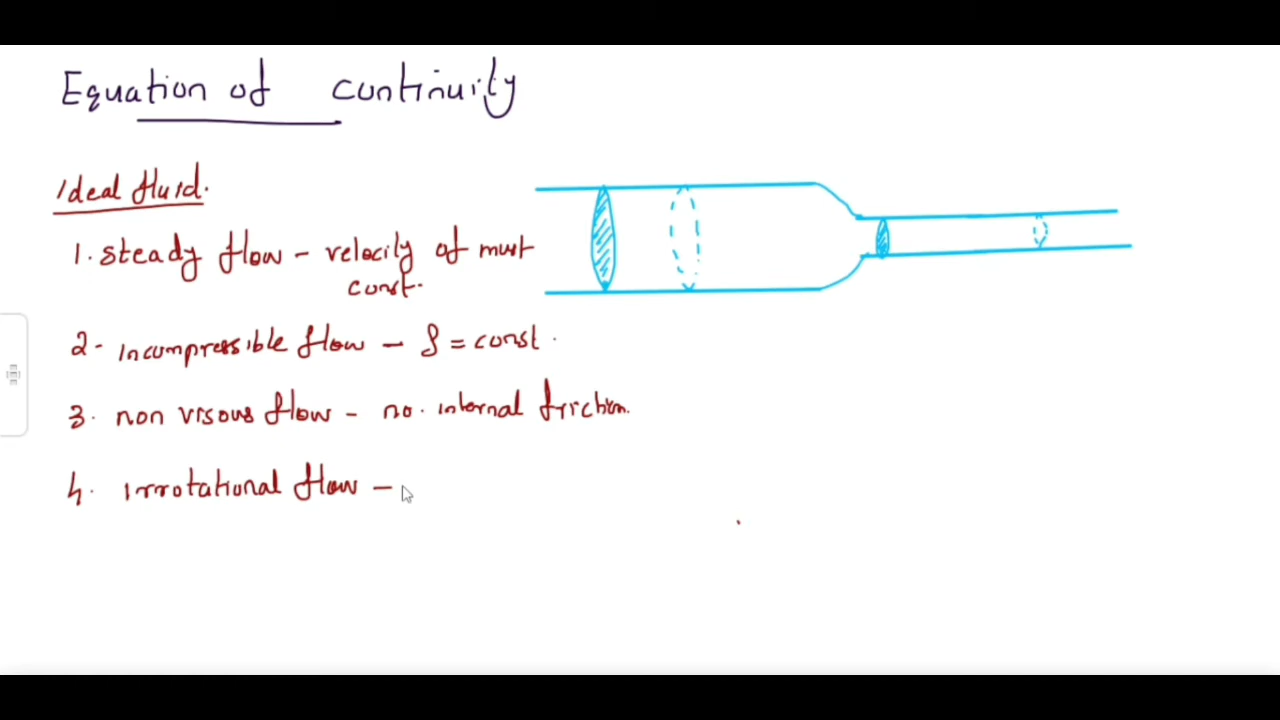 Equation of continuity
Ideal fluid.
1. steady flow - velocity of must
const.
2- incompressible flow - ρ = const.
3. non visous flow - no. internal friction.
4. irrotational flow -